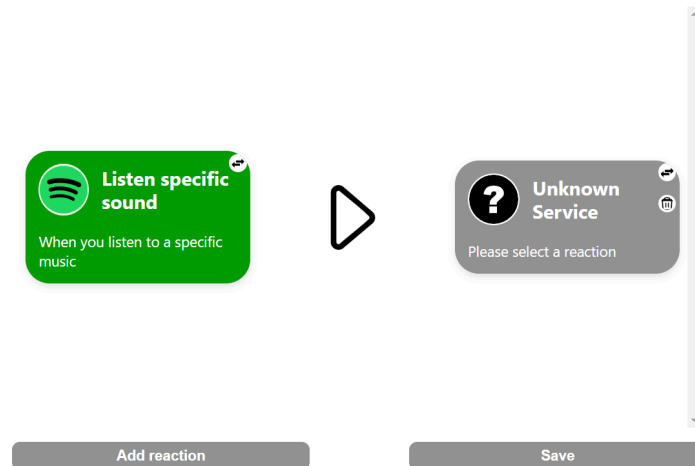 Listen specific
sound
When you listen to a specific
music
?
Unknown
Service
Please select a reaction
Add reaction
Save